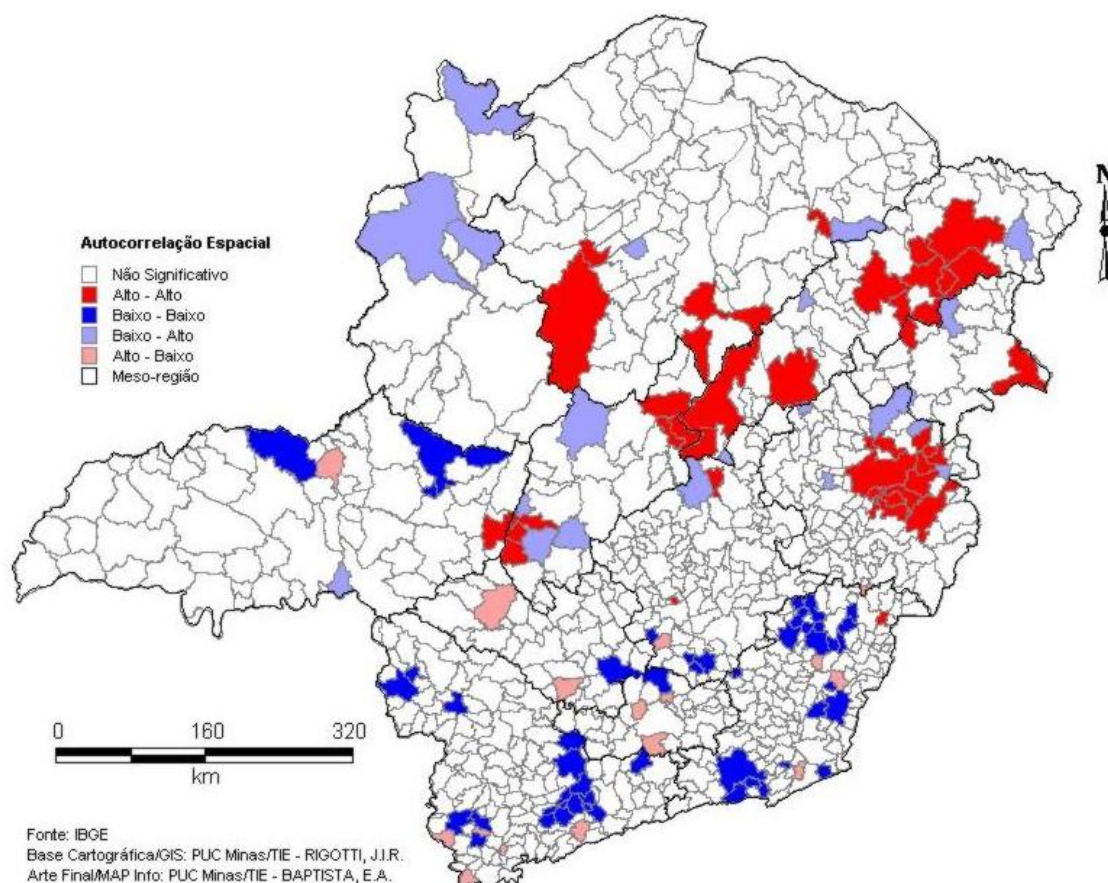 N
Autocorrelação Espacial
Não Significativo
Alto - Alto
Baixo - Baixo
Baixo - Alto
Alto - Baixo
Meso-região
0 160 320
km
Fonte: IBGE
Base Cartográfica/GIS: PUC Minas/TIE - RIGOTTI, J.I.R.
Arte Final/MAP Info: PUC Minas/TIE - BAPTISTA, E.A.